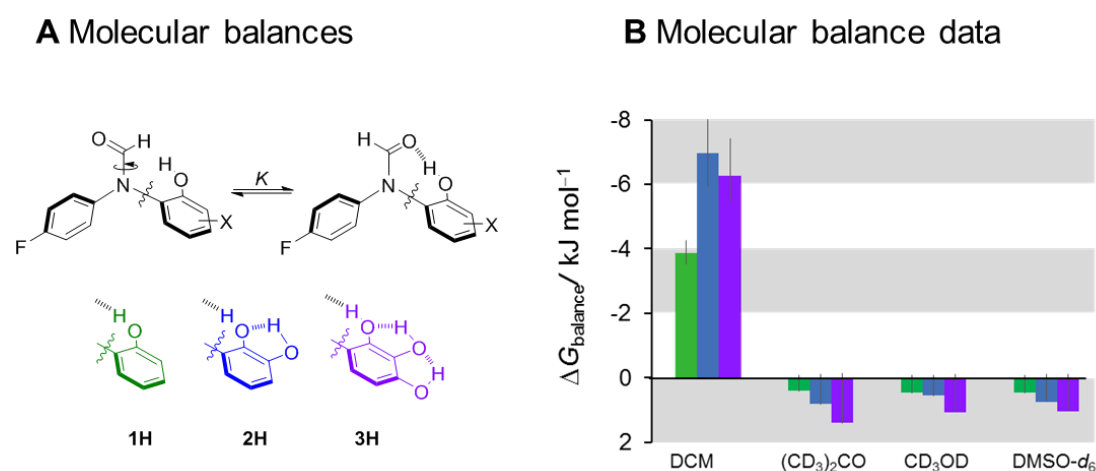 A Molecular balances
O H
H
N O
K
F X
H O
H
N O
F X
H
O
H
O H
O
H
O H
O
H
O
1H 2H 3H
B Molecular balance data
ΔGbalance/ kJ mol−1
-8
-6
-4
-2
0
2
DCM (CD3)2CO CD3OD DMSO-d6